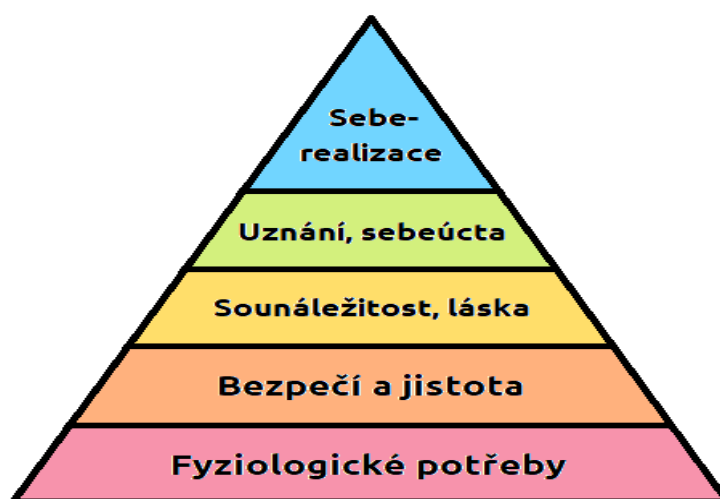 Sebe-
realizace
Uznání, sebeúcta
Sounáležitost, láska
Bezpečí a jistota
Fyziologické potřeby